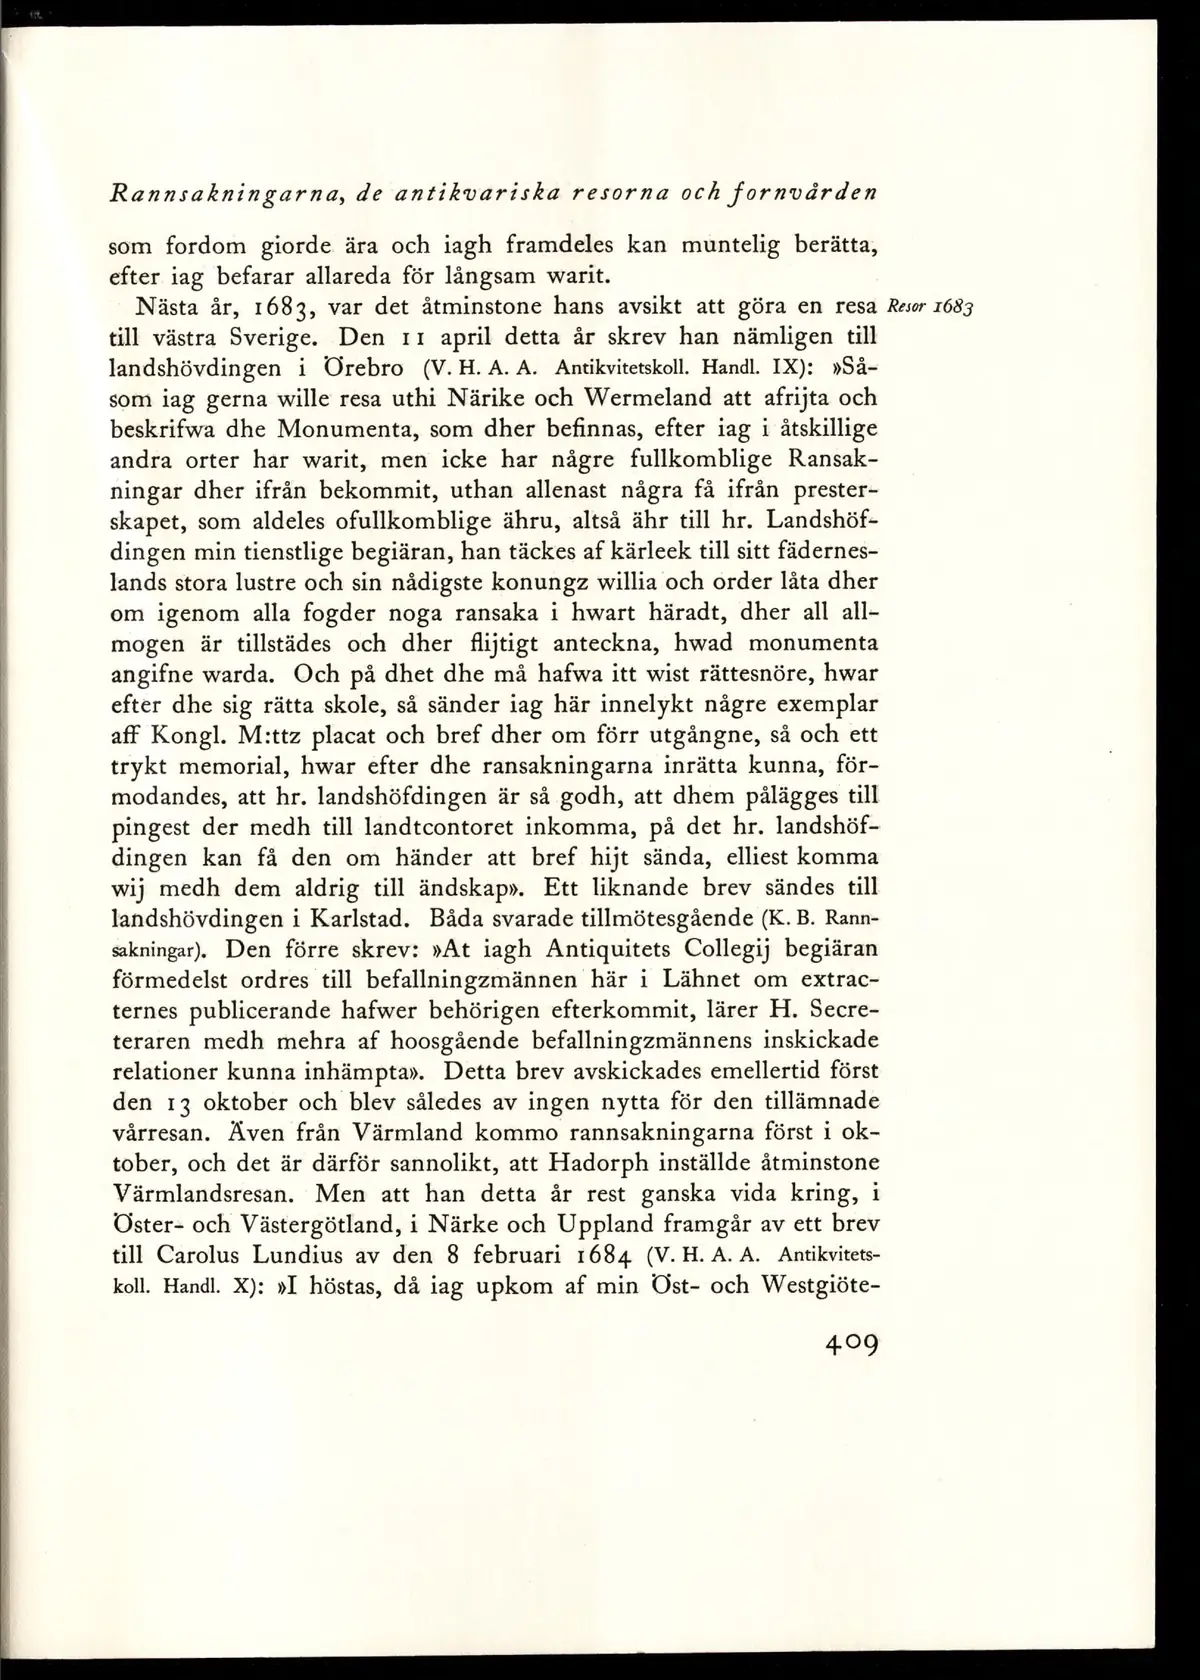 Rannsakningarna, de antikvariska resorna och fornvården
som fordom giorde ära och iagh framdeles kan muntelig berätta,
efter iag befarar allareda för långsam warit.
Nästa år, 1683, var det åtminstone hans avsikt att göra en resa Resor 1683
till västra Sverige. Den 11 april detta år skrev han nämligen till
landshövdingen i Örebro (V. H. A. A. Antikvitetskoll. Handl. IX): »Så-
som iag gerna wille resa uthi Närike och Wermeland att afrijta och
beskrifwa dhe Monumenta, som dher befinnas, efter iag i åtskillige
andra orter har warit, men icke har någre fullkomblige Ransak-
ningar dher ifrån bekommit, uthan allenast några få ifrån prester-
skapet, som aldeles ofullkomblige ähru, altså ähr till hr. Landshöf-
dingen min tienstlige begiäran, han täckes af kärleek till sitt fädernes-
lands stora lustre och sin nådigste konungz willia och order låta dher
om igenom alla fogder noga ransaka i hwart häradt, dher all all-
mogen är tillstädes och dher flijtigt anteckna, hwad monumenta
angifne warda. Och på dhet dhe må hafwa itt wist rättesnöre, hwar
efter dhe sig rätta skole, så sänder iag här innelykt någre exemplar
aff Kongl. M:ttz placat och bref dher om förr utgångne, så och ett
trykt memorial, hwar efter dhe ransakningarna inrätta kunna, för-
modandes, att hr. landshöfdingen är så godh, att dhem pålägges till
pingest der medh till landtcontoret inkomma, på det hr. landshöf-
dingen kan få den om händer att bref hijt sända, elliest komma
wij medh dem aldrig till ändskap». Ett liknande brev sändes till
landshövdingen i Karlstad. Båda svarade tillmötesgående (K. B. Rann-
sakningar). Den förre skrev: »At iagh Antiquitets Collegij begiäran
förmedelst ordres till befallningzmännen här i Lähnet om extrac-
ternes publicerande hafwer behörigen efterkommit, lärer H. Secre-
teraren medh mehra af hoosgående befallningzmännens inskickade
relationer kunna inhämpta». Detta brev avskickades emellertid först
den 13 oktober och blev således av ingen nytta för den tillämnade
vårresan. Även från Värmland kommo rannsakningarna först i ok-
tober, och det är därför sannolikt, att Hadorph inställde åtminstone
Värmlandsresan. Men att han detta år rest ganska vida kring, i
Öster- och Västergötland, i Närke och Uppland framgår av ett brev
till Carolus Lundius av den 8 februari 1684 (V. H. A. A. Antikvitets-
koll. Handl. X): »I höstas, då iag upkom af min Öst- och Westgiöte-
409